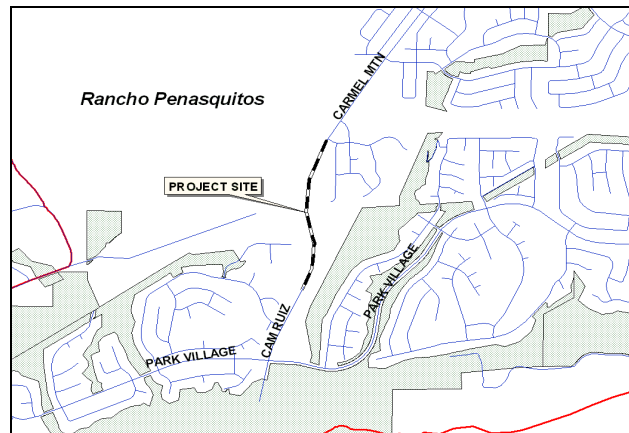 CARMEL MTN
Rancho Penasquitos
PROJECT SITE
PARK VILLAGE
CAM RUIZ
PARK VILLAGE